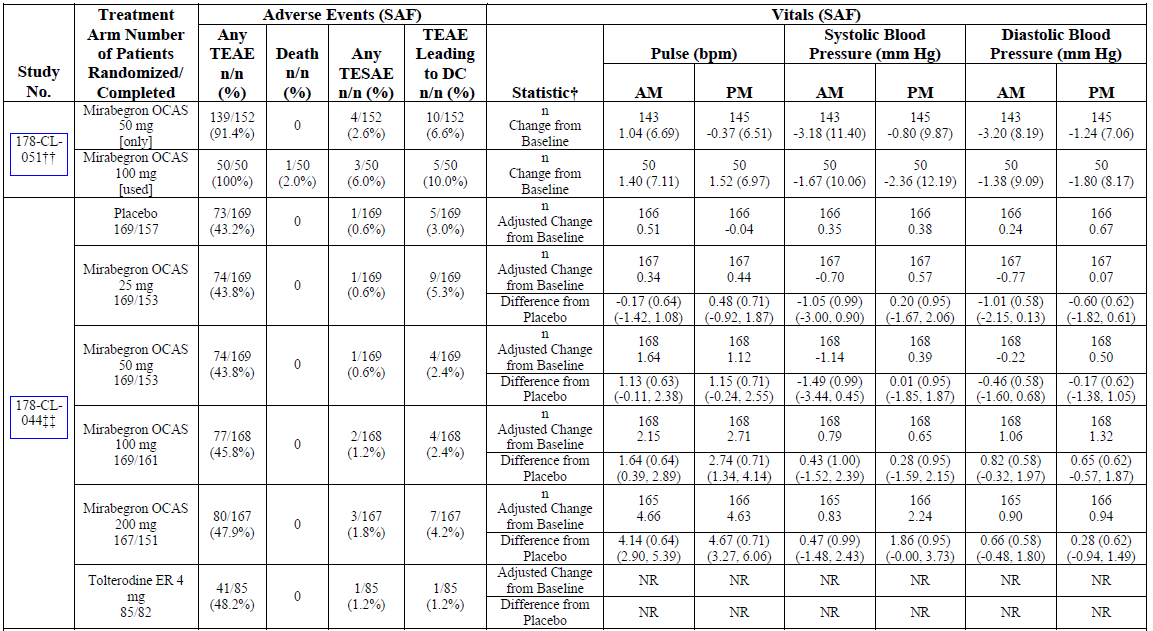 Study No. | Treatment Arm Number of Patients Randomized/ Completed | Adverse Events (SAF) | Vitals (SAF)
Any TEAE n/n (%) | Death n/n (%) | Any TESAE n/n (%) | TEAE Leading to DC n/n (%) | Statistic† | Pulse (bpm) | Systolic Blood Pressure (mm Hg) | Diastolic Blood Pressure (mm Hg)
AM | PM | AM | PM | AM | PM
178-CL-051†† | Mirabegron OCAS 50 mg [only] | 139/152 (91.4%) | 0 | 4/152 (2.6%) | 10/152 (6.6%) | n Change from Baseline | 143 1.04 (6.69) | 145 -0.37 (6.51) | 143 -3.18 (11.40) | 145 -0.80 (9.87) | 143 -3.20 (8.19) | 145 -1.24 (7.06)
Mirabegron OCAS 100 mg [used] | 50/50 (100%) | 1/50 (2.0%) | 3/50 (6.0%) | 5/50 (10.0%) | n Change from Baseline | 50 1.40 (7.11) | 50 1.52 (6.97) | 50 -1.67 (10.06) | 50 -2.36 (12.19) | 50 -1.38 (9.09) | 50 -1.80 (8.17)
178-CL-044‡‡ | Placebo 169/157 | 73/169 (43.2%) | 0 | 1/169 (0.6%) | 5/169 (3.0%) | n Adjusted Change from Baseline | 166 0.51 | 166 -0.04 | 166 0.35 | 166 0.38 | 166 0.24 | 166 0.67
Mirabegron OCAS 25 mg 169/153 | 74/169 (43.8%) | 0 | 1/169 (0.6%) | 9/169 (5.3%) | n Adjusted Change from Baseline | 167 0.34 | 167 0.44 | 167 -0.70 | 167 0.57 | 167 -0.77 | 167 0.07
Difference from Placebo | -0.17 (0.64) (-1.42, 1.08) | 0.48 (0.71) (-0.92, 1.87) | -1.05 (0.99) (-3.00, 0.90) | 0.20 (0.95) (-1.67, 2.06) | -1.01 (0.58) (-2.15, 0.13) | -0.60 (0.62) (-1.82, 0.61)
Mirabegron OCAS 50 mg 169/153 | 74/169 (43.8%) | 0 | 1/169 (0.6%) | 4/169 (2.4%) | n Adjusted Change from Baseline | 168 1.64 | 168 1.12 | 168 -1.14 | 168 0.39 | 168 -0.22 | 168 0.50
Difference from Placebo | 1.13 (0.63) (-0.11, 2.38) | 1.15 (0.71) (-0.24, 2.55) | -1.49 (0.99) (-3.44, 0.45) | 0.01 (0.95) (-1.85, 1.87) | -0.46 (0.58) (-1.60, 0.68) | -0.17 (0.62) (-1.38, 1.05)
Mirabegron OCAS 100 mg 169/161 | 77/168 (45.8%) | 0 | 2/168 (1.2%) | 4/168 (2.4%) | n Adjusted Change from Baseline | 168 2.15 | 168 2.71 | 168 0.79 | 168 0.65 | 168 1.06 | 168 1.32
Difference from Placebo | 1.64 (0.64) (0.39, 2.89) | 2.74 (0.71) (1.34, 4.14) | 0.43 (1.00) (-1.52, 2.39) | 0.28 (0.95) (-1.59, 2.15) | 0.82 (0.58) (-0.32, 1.97) | 0.65 (0.62) -0.57, 1.87)
Mirabegron OCAS 200 mg 167/151 | 80/167 (47.9%) | 0 | 3/167 (1.8%) | 7/167 (4.2%) | n Adjusted Change from Baseline | 165 4.66 | 166 4.63 | 165 0.83 | 166 2.24 | 165 0.90 | 166 0.94
Difference from Placebo | 4.14 (0.64) (2.90, 5.39) | 4.67 (0.71) (3.27, 6.06) | 0.47 (0.99) (-1.48, 2.43) | 1.86 (0.95) (-0.00, 3.73) | 0.66 (0.58) (-0.48, 1.80) | 0.28 (0.62) (-0.94, 1.49)
Tolterodine ER 4 mg 85/82 | 41/85 (48.2%) | 0 | 1/85 (1.2%) | 1/85 (1.2%) | Adjusted Change from Baseline | NR | NR | NR | NR | NR | NR
Difference from Placebo | NR | NR | NR | NR | NR | NR